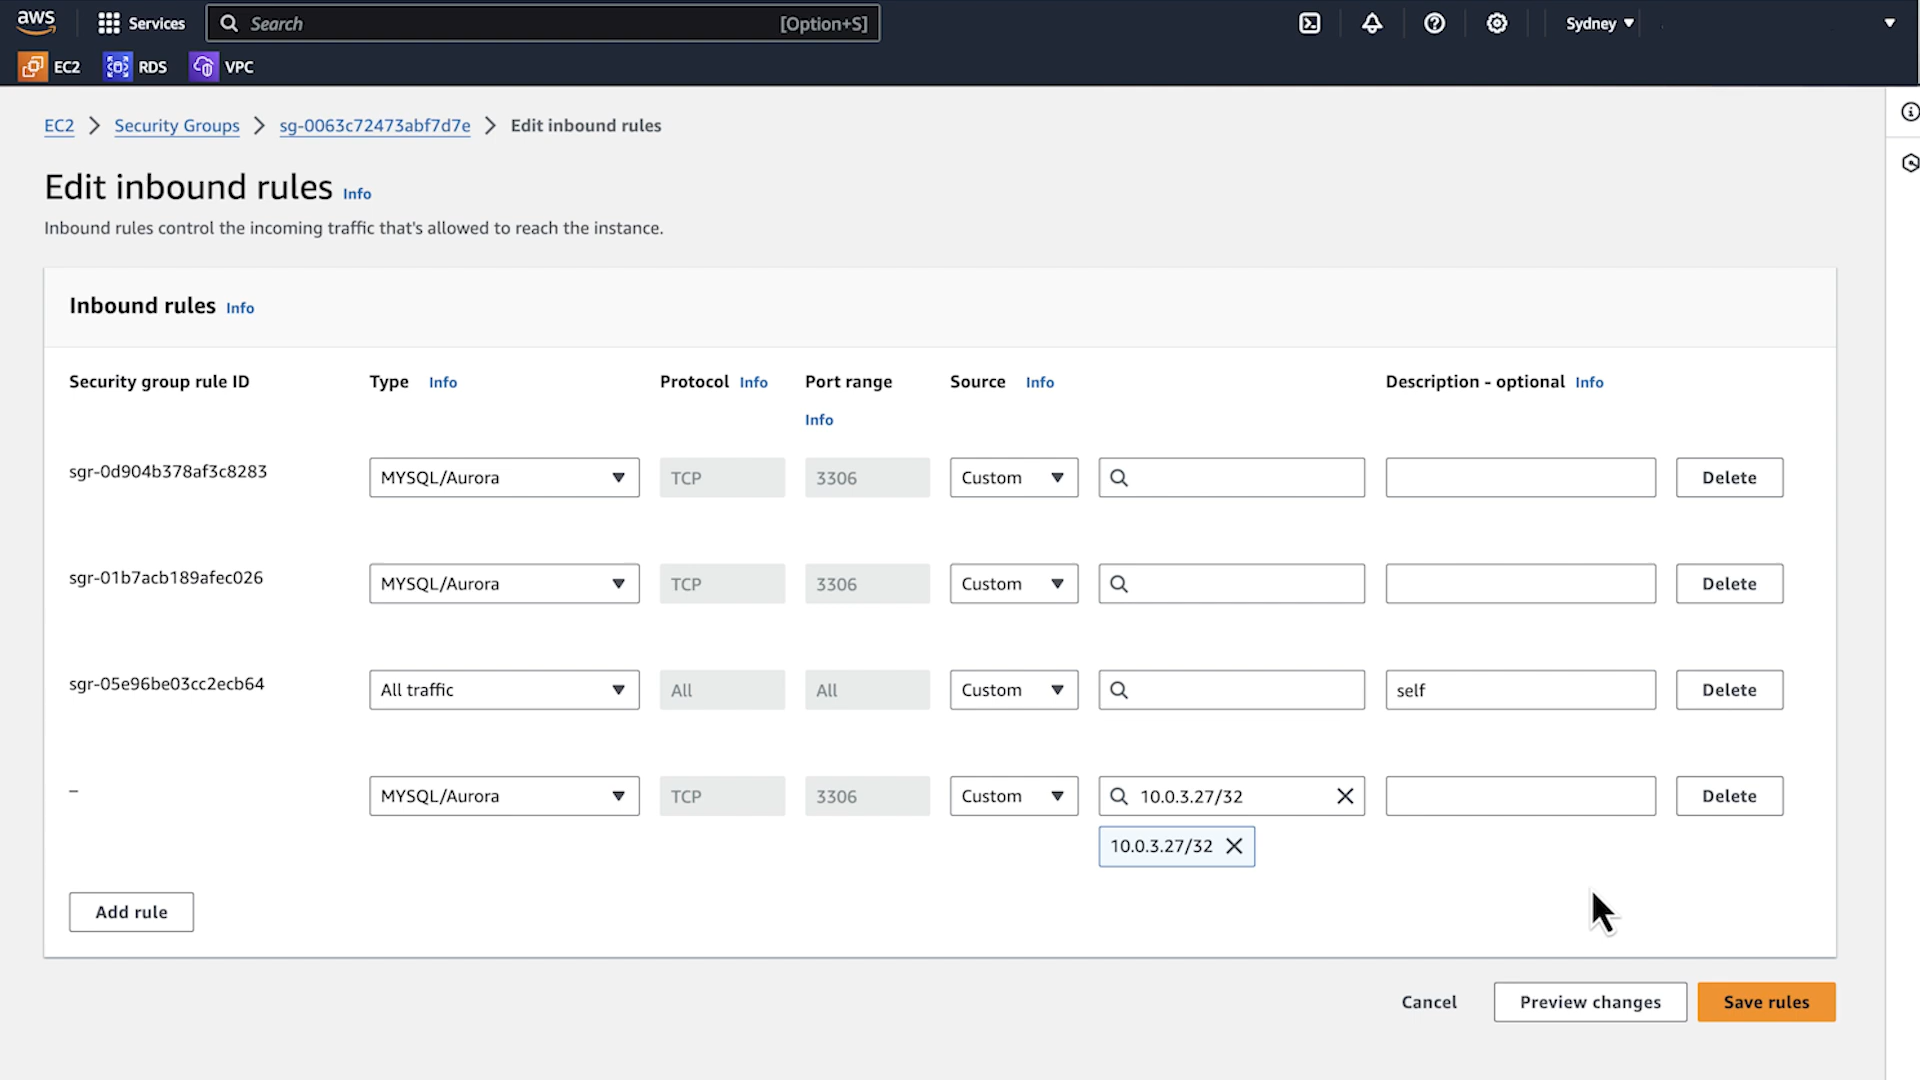 aws Services Search [Option+S] Sydney
EC2 RDS VPC
EC2 Security Groups sg-0063c72473abf7d7e Edit inbound rules
Edit inbound rules Info
Inbound rules control the incoming traffic that's allowed to reach the instance.
Inbound rules Info
Security group rule ID Type Info Protocol Info Port range Source Info Description - optional Info
Info
sgr-0d904b378af3c8283 MYSQL/Aurora TCP 3306 Custom Delete
sgr-01b7acb189afec026 MYSQL/Aurora TCP 3306 Custom Delete
sgr-05e96be03cc2ecb64 All traffic All All Custom self Delete
– MYSQL/Aurora TCP 3306 Custom 10.0.3.27/32 Delete
10.0.3.27/32
Add rule
Cancel Preview changes Save rules